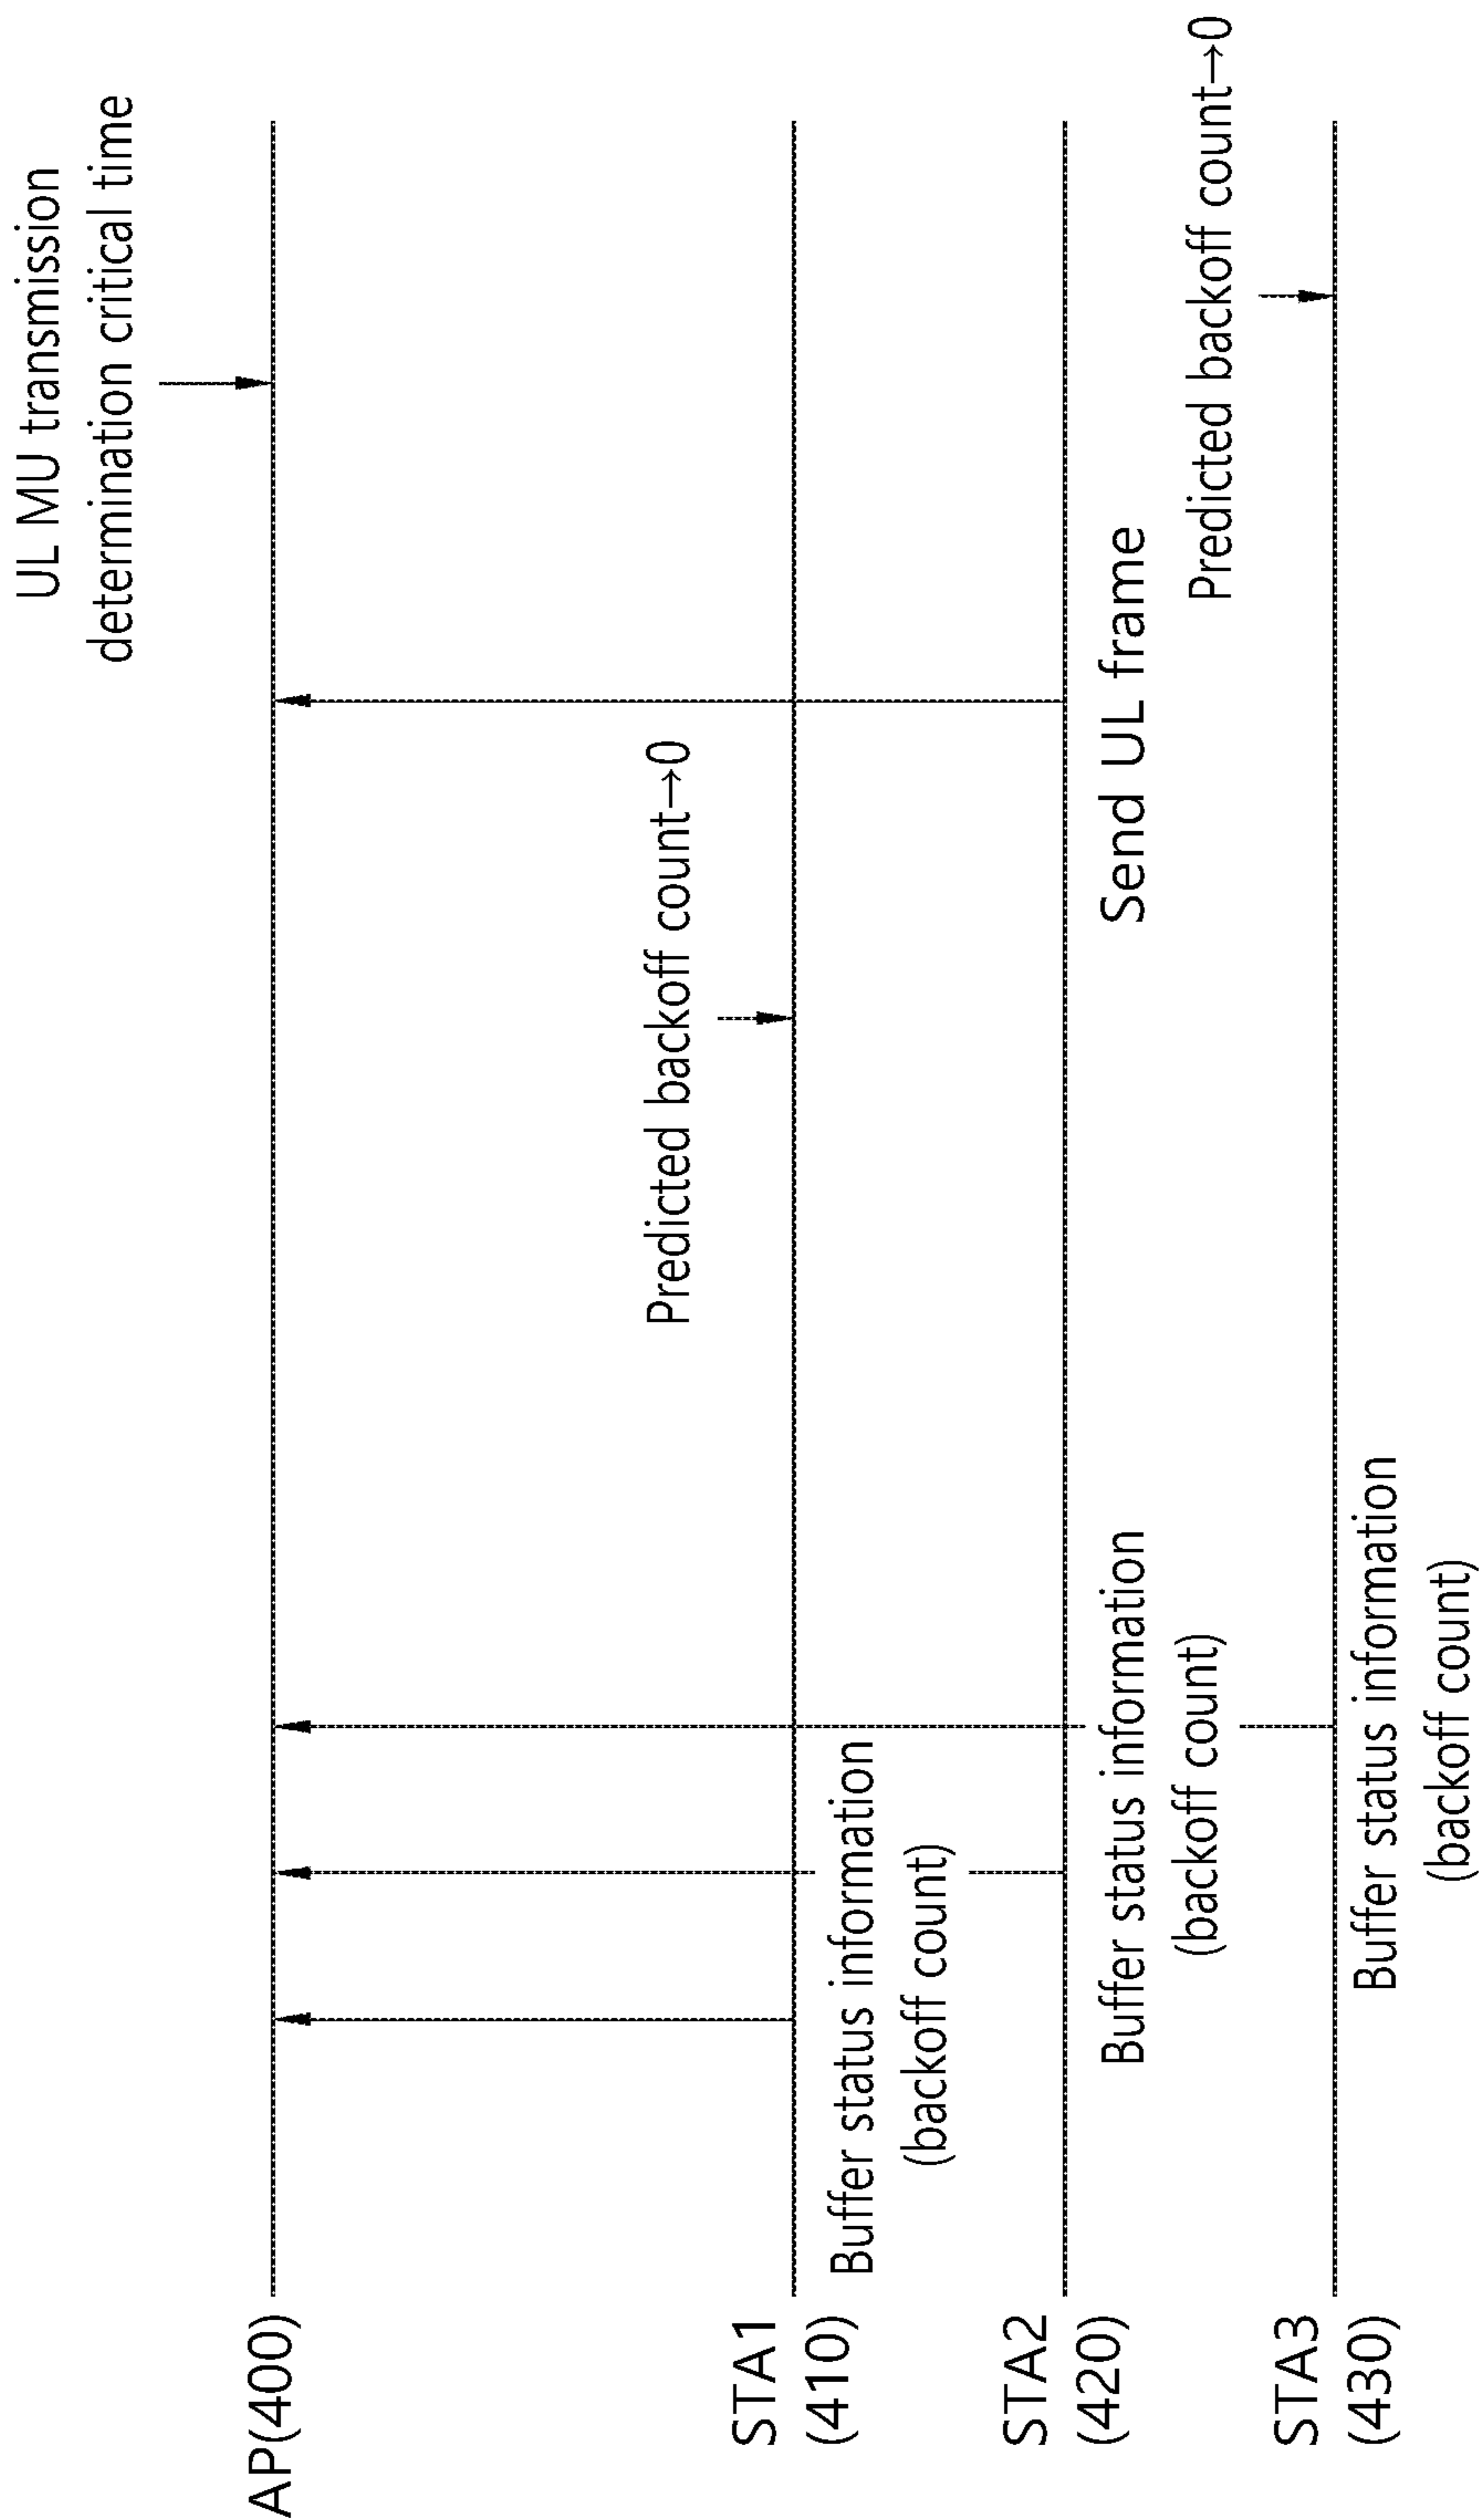 UL MU transmission
determination critical time
AP(400)
Predicted backoff count→0
STA1
(410)
Buffer status information
(backoff count)
STA2
(420)
Buffer status information
(backoff count)
Send UL frame
Predicted backoff count→0
STA3
(430)
Buffer status information
(backoff count)